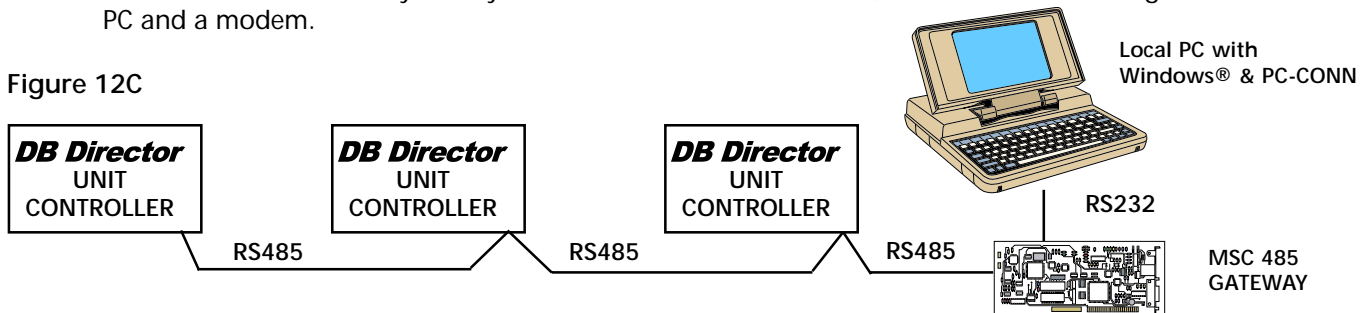 PC and a modem.
Local PC with
Windows® & PC-CONN
Figure 12C
DB Director
UNIT
CONTROLLER
DB Director
UNIT
CONTROLLER
DB Director
UNIT
CONTROLLER
RS232
RS485
RS485
RS485
MSC 485
GATEWAY